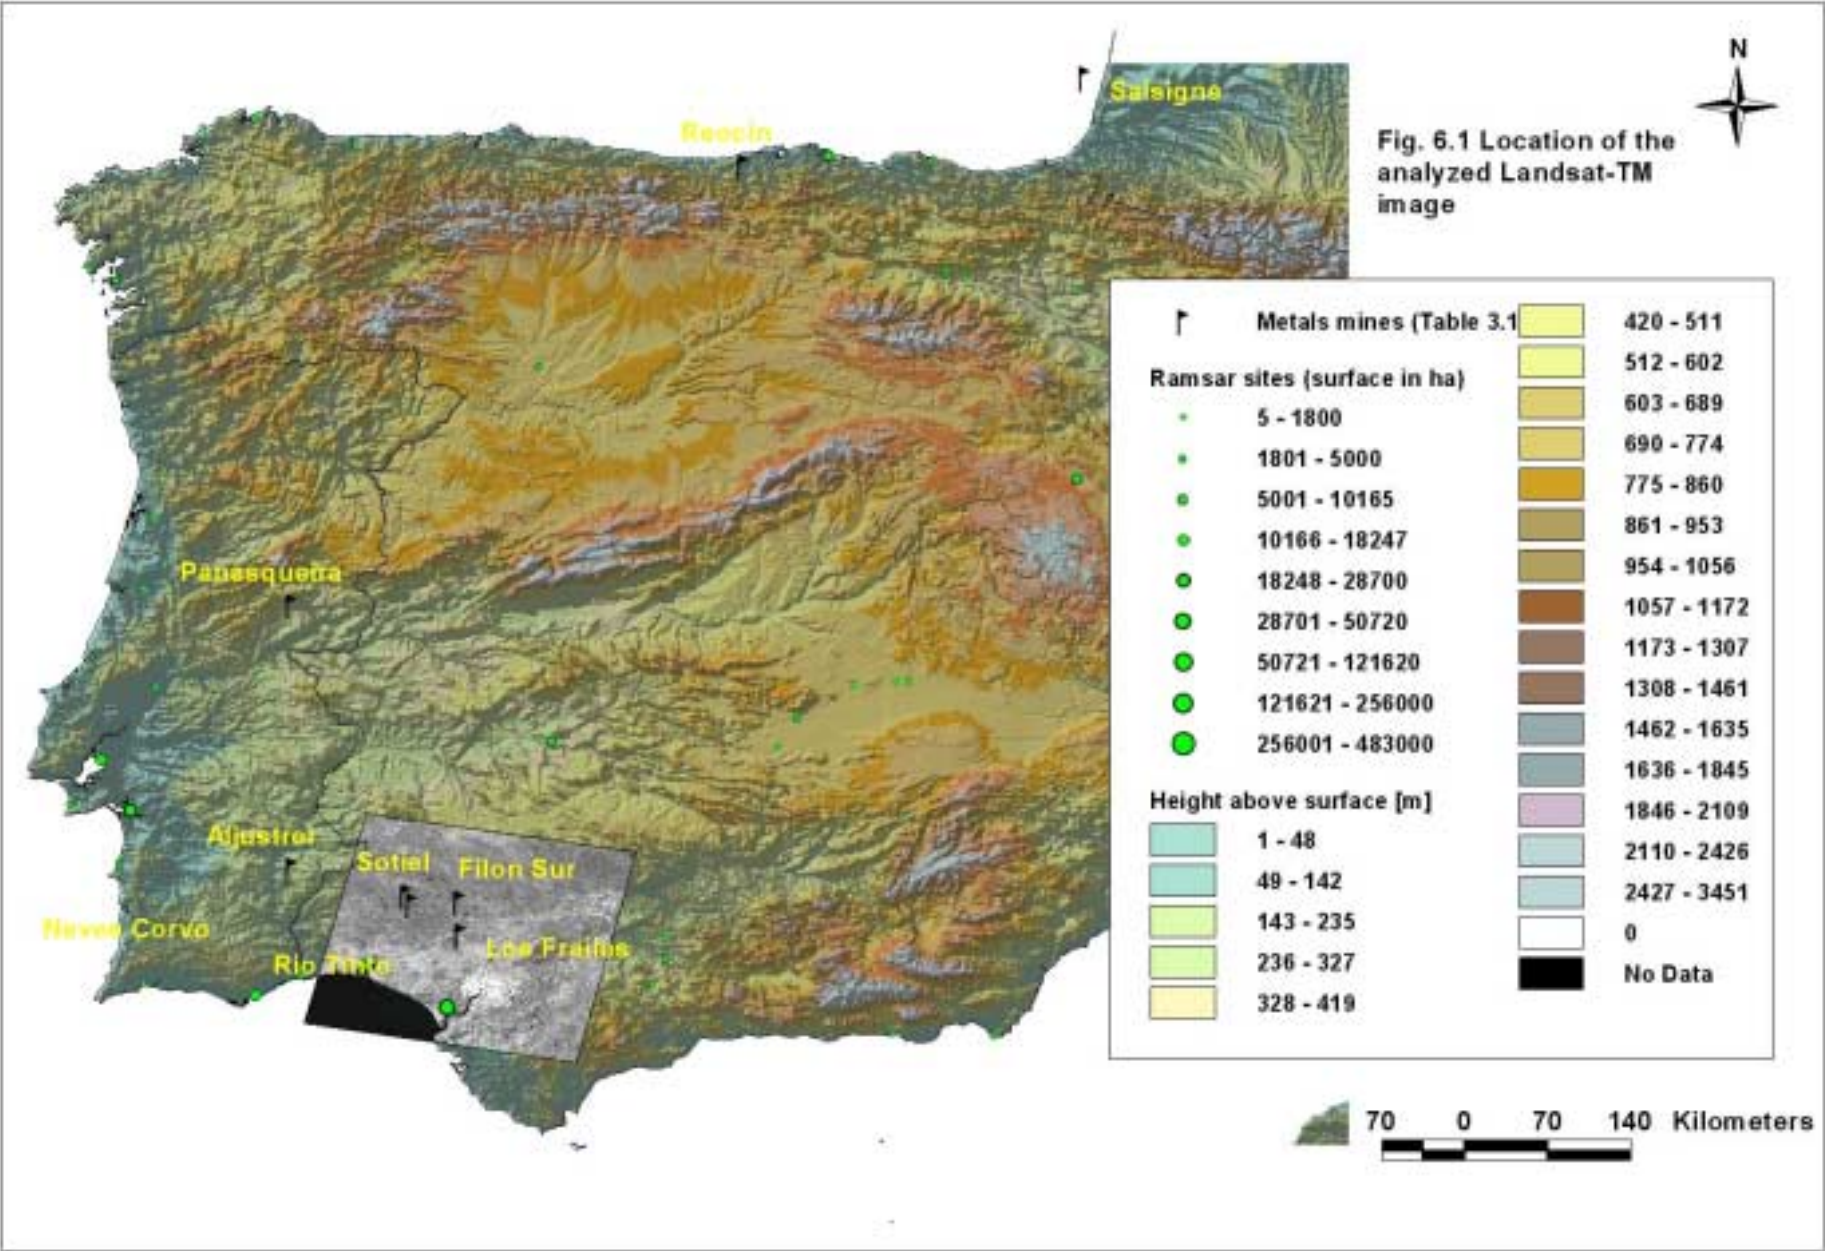 N
Salsigne
Reocin
Fig. 6.1 Location of the
analyzed Landsat-TM
image
Metals mines (Table 3.1
Ramsar sites (surface in ha)
5 - 1800
1801 - 5000
5001 - 10165
10166 - 18247
18248 - 28700
28701 - 50720
50721 - 121620
121621 - 256000
256001 - 483000
Height above surface [m]
1 - 48
49 - 142
143 - 235
236 - 327
328 - 419
420 - 511
512 - 602
603 - 689
690 - 774
775 - 860
861 - 953
954 - 1056
1057 - 1172
1173 - 1307
1308 - 1461
1462 - 1635
1636 - 1845
1846 - 2109
2110 - 2426
2427 - 3451
0
No Data
Panasqueira
Aljustrel
Sotiel
Filon Sur
Neves Corvo
Los Frailes
Rio Tinto
70 0 70 140 Kilometers